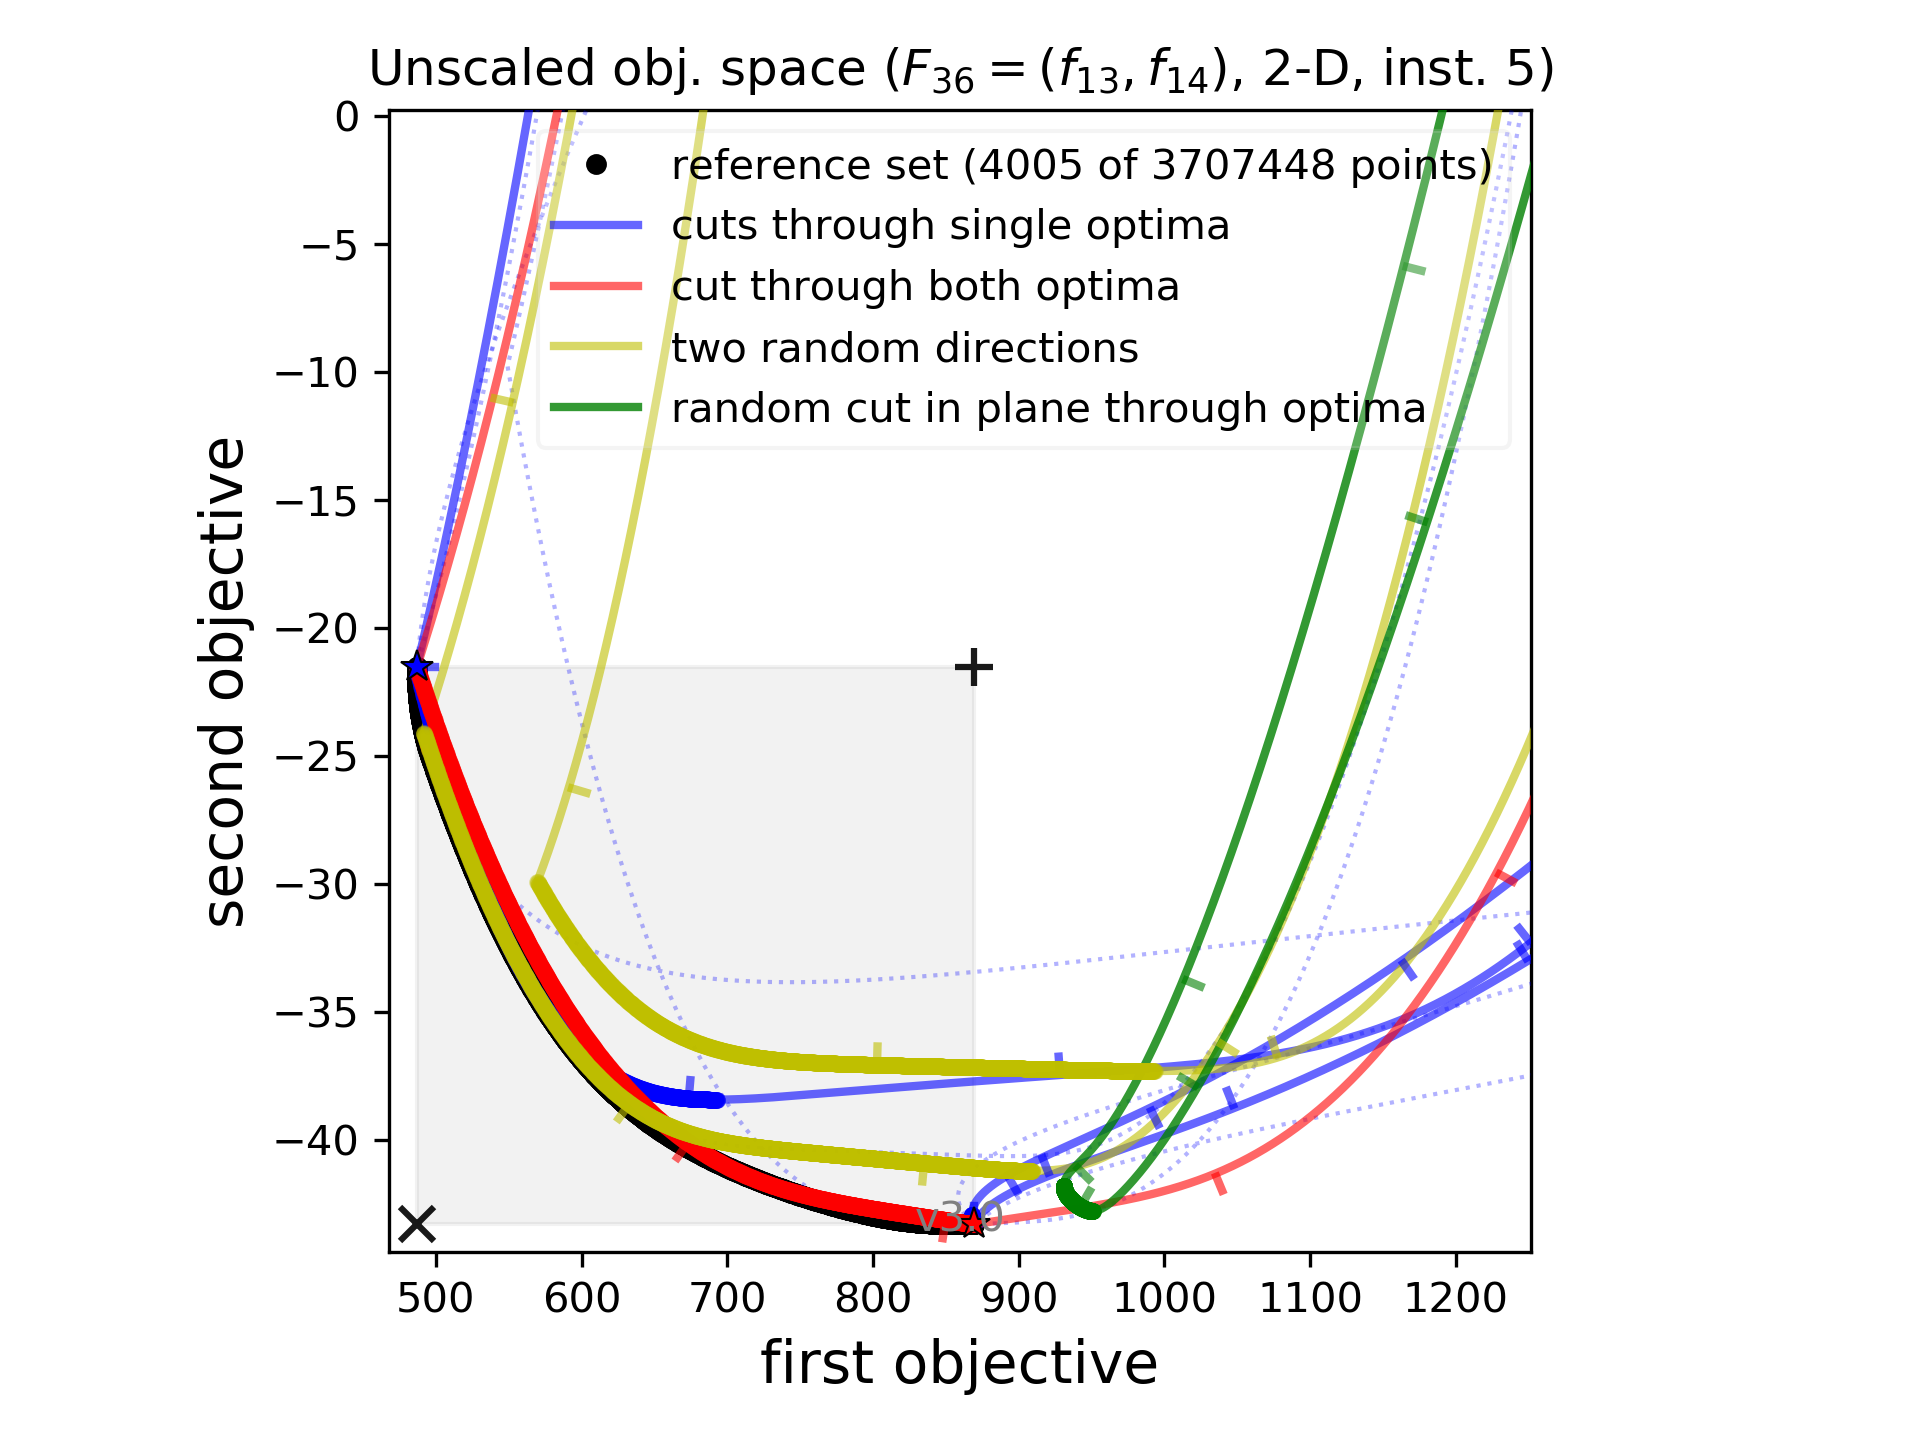 Unscaled obj. space (F36 = (f13, f14), 2-D, inst. 5)
reference set (4005 of 3707448 points)
cuts through single optima
cut through both optima
two random directions
random cut in plane through optima
0
−5
−10
−15
−20
−25
−30
−35
−40
second objective
v3.0
500 600 700 800 900 1000 1100 1200
first objective